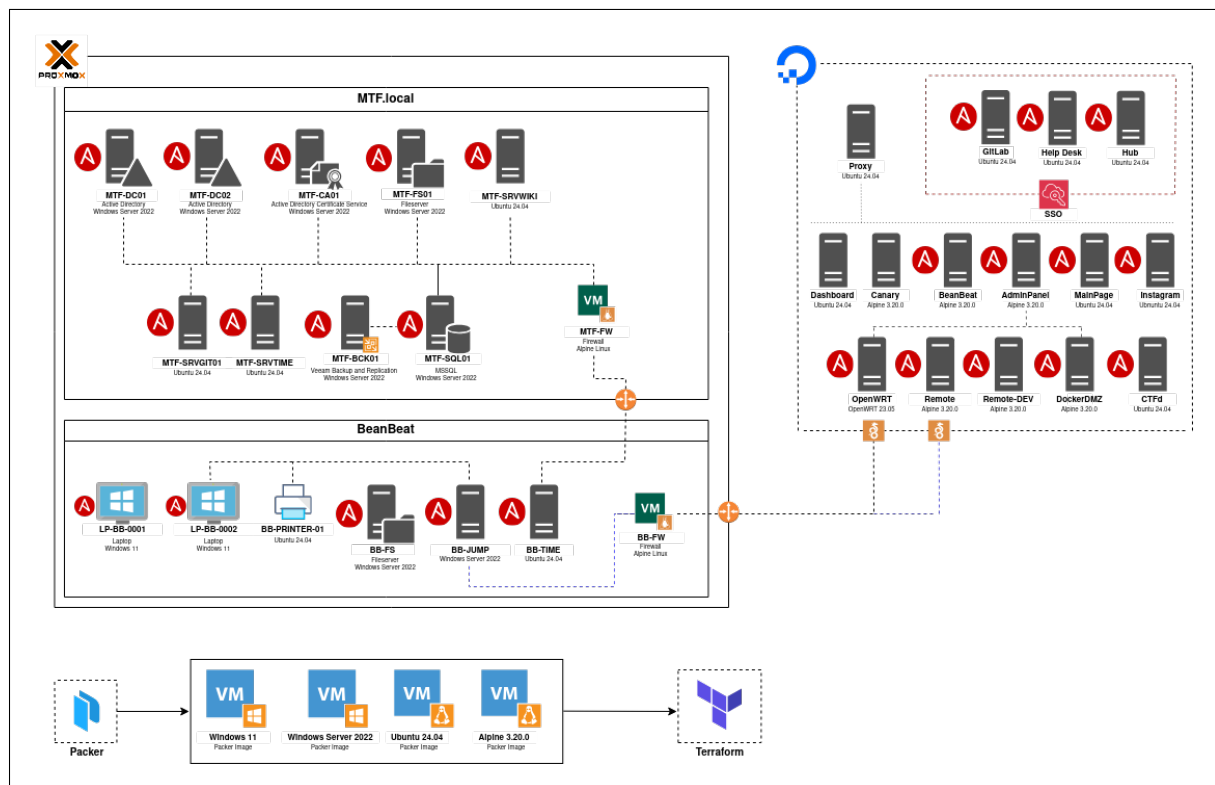 PROXMOX
MTF.local
MTF-DC01
Active Directory
Windows Server 2022
MTF-DC02
Active Directory
Windows Server 2022
MTF-CA01
Active Directory Certificate Service
Windows Server 2022
MTF-FS01
Fileserver
Windows Server 2022
MTF-SRVWIKI
Ubuntu 24.04
MTF-SRVGIT01
Ubuntu 24.04
MTF-SRVTIME
Ubuntu 24.04
MTF-BCK01
Veeam Backup and Replication
Windows Server 2022
MTF-SQL01
MSSQL
Windows Server 2022
VM
MTF-FW
Firewall
Alpine Linux
BeanBeat
LP-BB-0001
Laptop
Windows 11
LP-BB-0002
Laptop
Windows 11
BB-PRINTER-01
Ubuntu 24.04
BB-FS
Fileserver
Windows Server 2022
BB-JUMP
Windows Server 2022
BB-TIME
Ubuntu 24.04
VM
BB-FW
Firewall
Alpine Linux
Proxy
Ubuntu 24.04
GitLab
Ubuntu 24.04
Help Desk
Ubuntu 24.04
Hub
Ubuntu 24.04
SSO
Dashboard
Ubuntu 24.04
Canary
Alpine 3.20.0
BeanBeat
Alpine 3.20.0
AdminPanel
Alpine 3.20.0
MainPage
Ubuntu 24.04
Instagram
Ubnuntu 24.04
OpenWRT
OpenWRT 23.05
Remote
Alpine 3.20.0
Remote-DEV
Alpine 3.20.0
DockerDMZ
Alpine 3.20.0
CTFd
Ubuntu 24.04
Packer
VM
Windows 11
Packer Image
VM
Windows Server 2022
Packer Image
VM
Ubuntu 24.04
Packer Image
VM
Alpine 3.20.0
Packer Image
Terraform